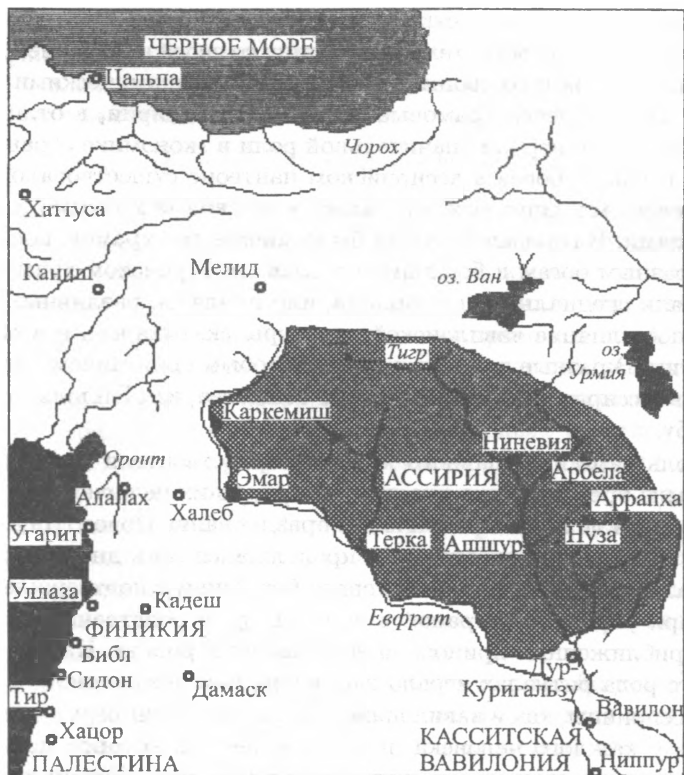 ЧЕРНОЕ МОРЕ
Цальпа
Чорох
Хаттуса
Каниш
Мелид
оз. Ван
оз.
Урмия
Тигр
Каркемиш
Ниневия
Оронт
Эмар
АССИРИЯ
Арбела
Алалах
Халеб
Аррапха
Угарит
Терка
Ашшур
Нуза
Уллаза
Кадеш
Евфрат
ФИНИКИЯ
Библ
Сидон
Дамаск
Дур-
Куригальзу
Тир
Вавилон
Хацор
КАССИТСКАЯ
ВАВИЛОНИЯ
ПАЛЕСТИНА
Ниппур